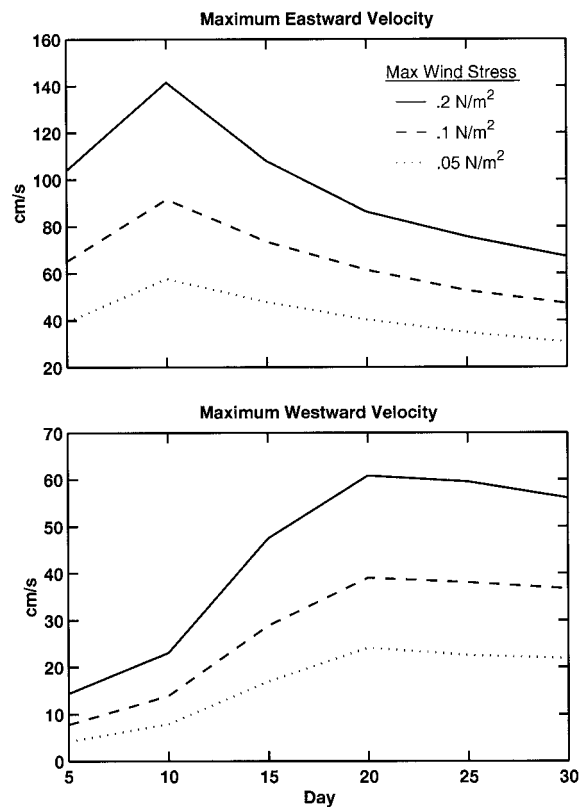 Maximum Eastward Velocity
160
140
120
100
80
60
40
20
cm/s
Max Wind Stress
.2 N/m²
.1 N/m²
.05 N/m²
Maximum Westward Velocity
70
60
50
40
30
20
10
0
cm/s
5 10 15 20 25 30
Day